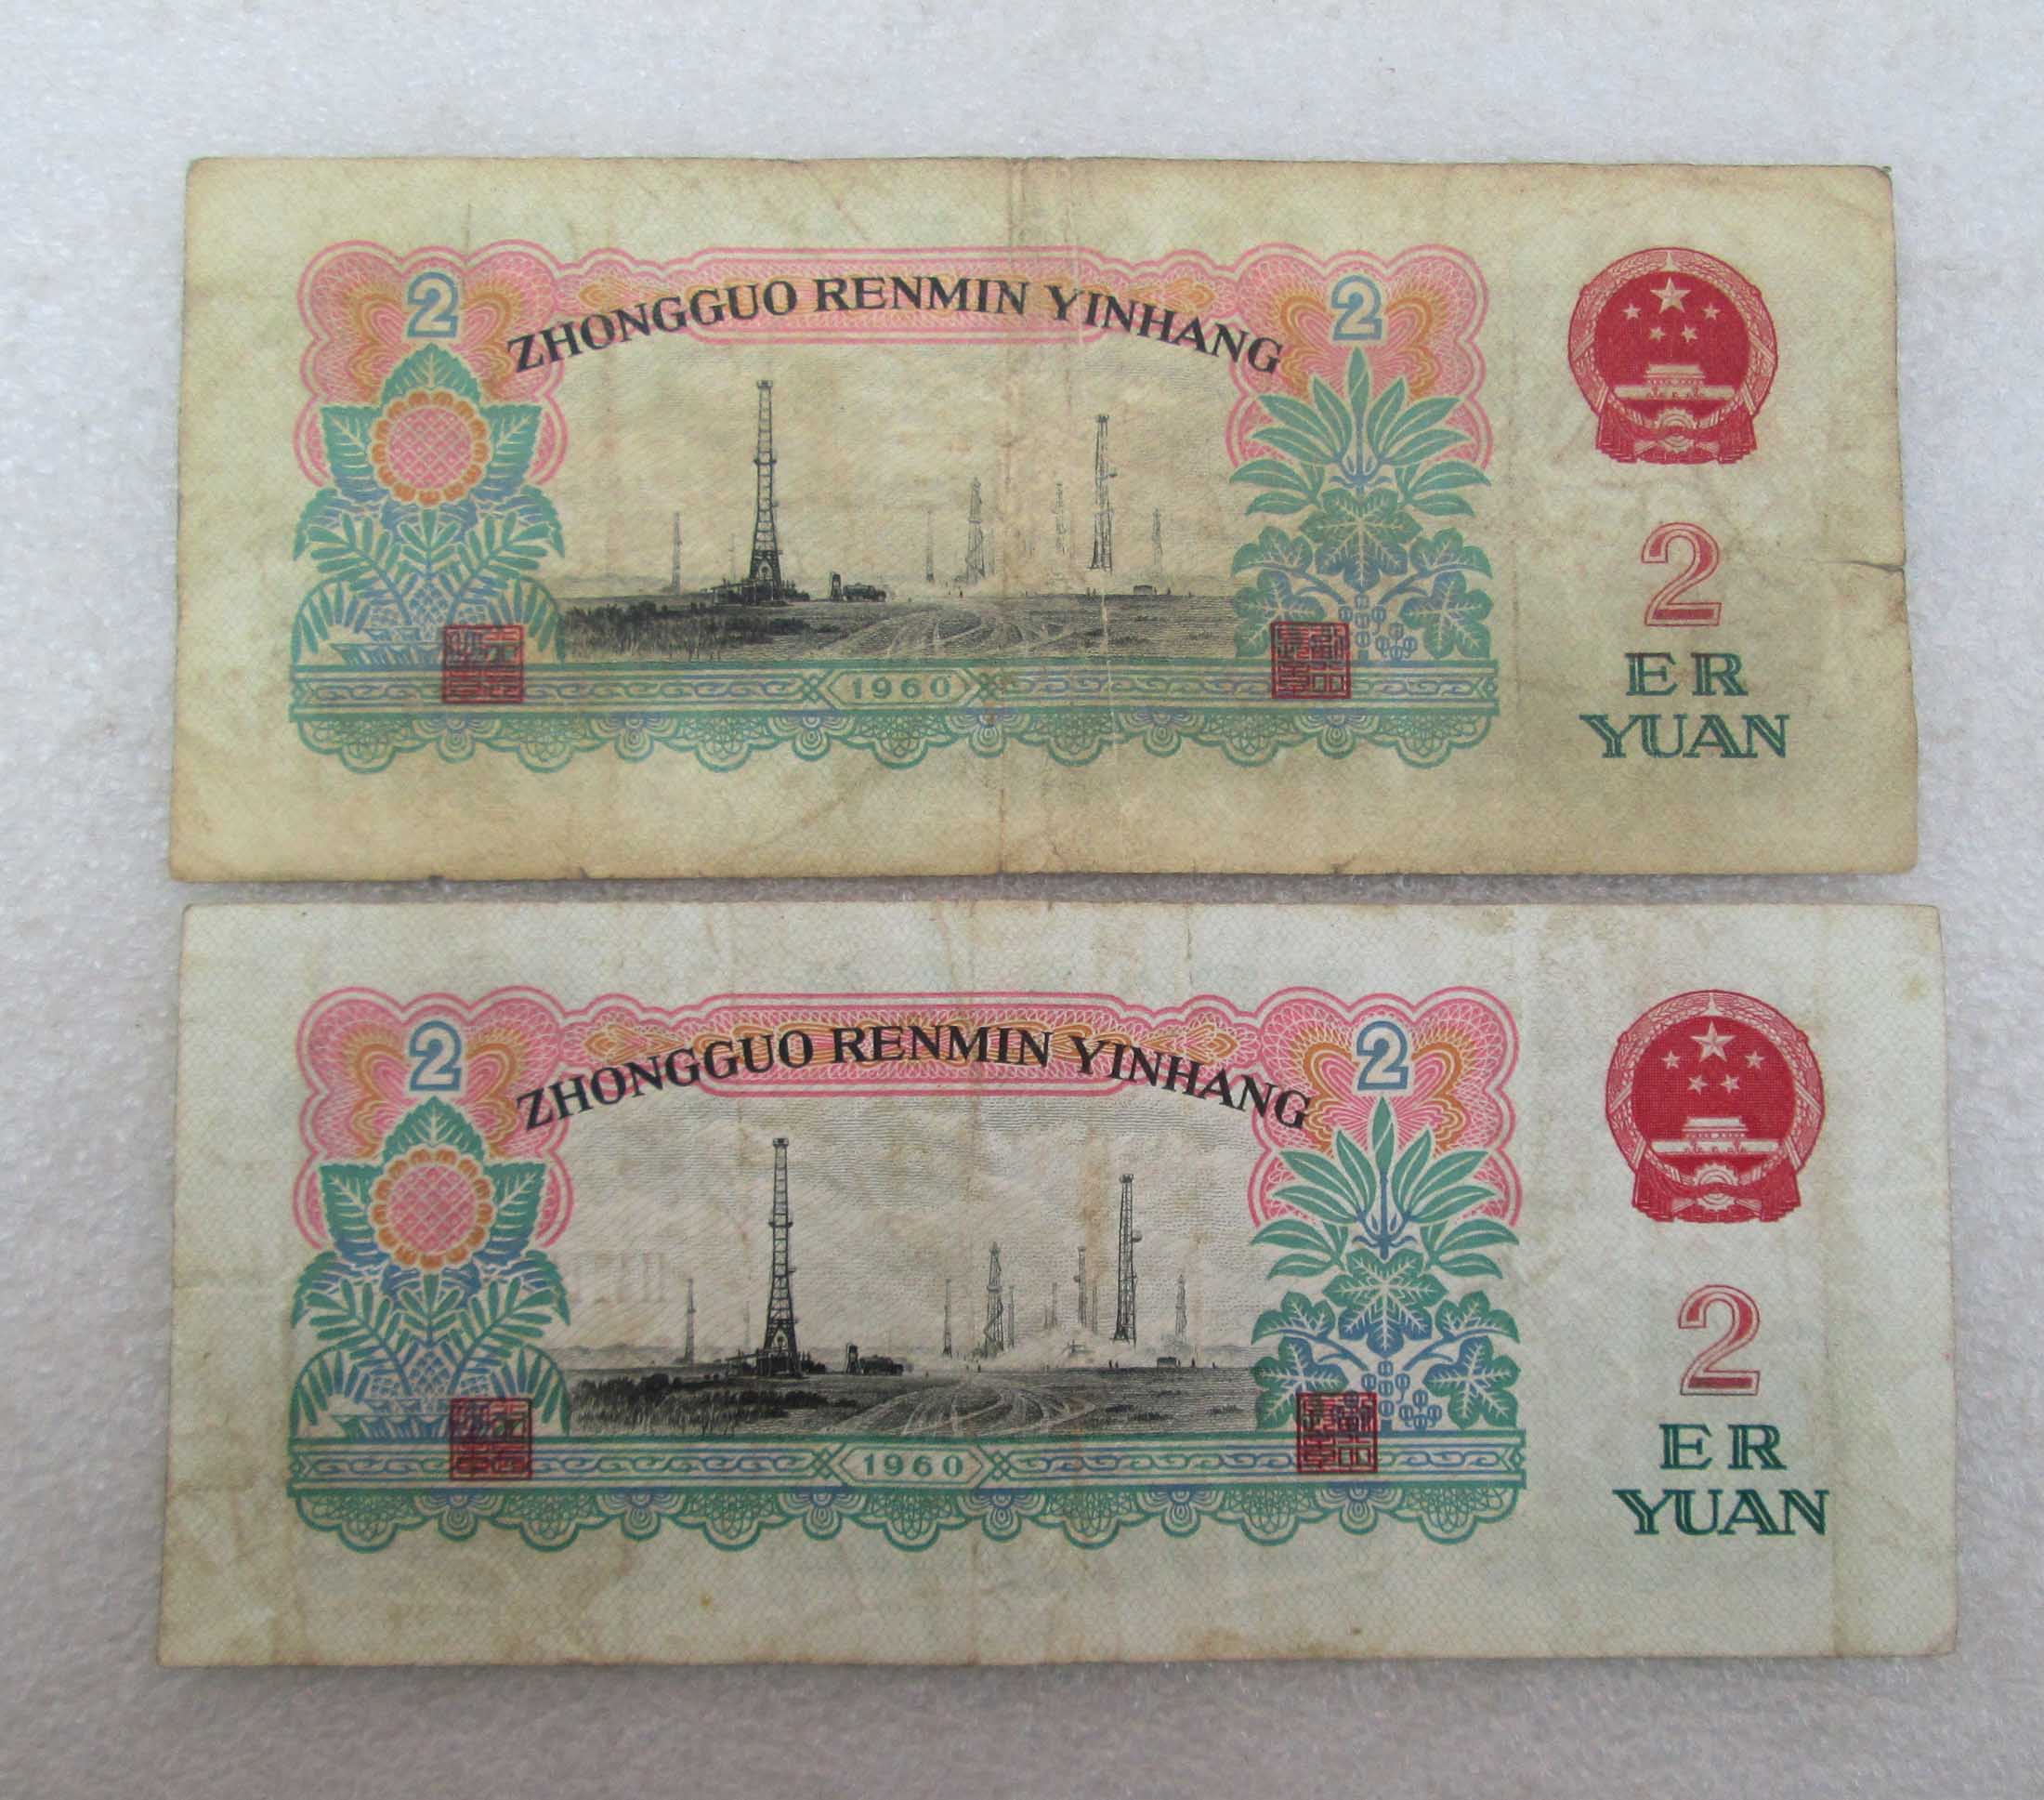 2 2
ZHONGGUO RENMIN YINHANG
2
ER
YUAN
1960
2 2
ZHONGGUO RENMIN YINHANG
2
ER
YUAN
1960